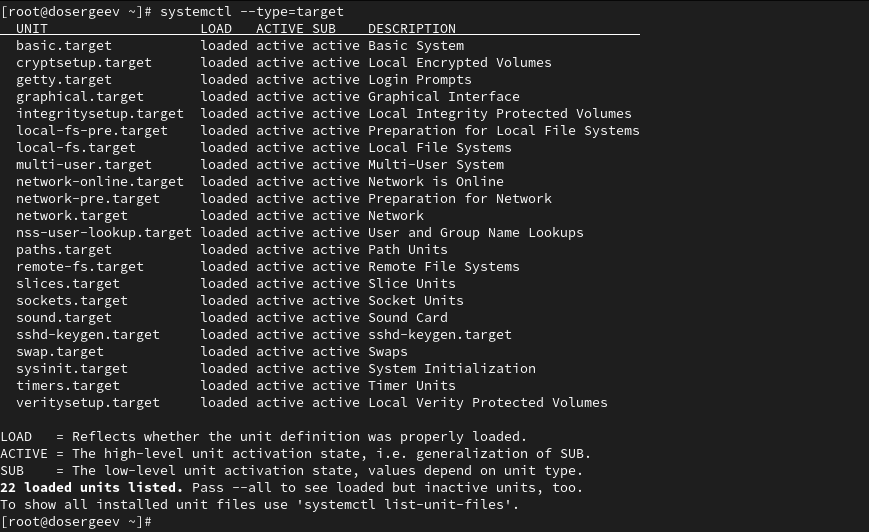 [root@dosergeev ~]# systemctl --type=target
  UNIT                   LOAD   ACTIVE SUB    DESCRIPTION
  basic.target           loaded active active Basic System
  cryptsetup.target      loaded active active Local Encrypted Volumes
  getty.target           loaded active active Login Prompts
  graphical.target       loaded active active Graphical Interface
  integritysetup.target  loaded active active Local Integrity Protected Volumes
  local-fs-pre.target    loaded active active Preparation for Local File Systems
  local-fs.target        loaded active active Local File Systems
  multi-user.target      loaded active active Multi-User System
  network-online.target  loaded active active Network is Online
  network-pre.target     loaded active active Preparation for Network
  network.target         loaded active active Network
  nss-user-lookup.target loaded active active User and Group Name Lookups
  paths.target           loaded active active Path Units
  remote-fs.target       loaded active active Remote File Systems
  slices.target          loaded active active Slice Units
  sockets.target         loaded active active Socket Units
  sound.target           loaded active active Sound Card
  sshd-keygen.target     loaded active active sshd-keygen.target
  swap.target            loaded active active Swaps
  sysinit.target         loaded active active System Initialization
  timers.target          loaded active active Timer Units
  veritysetup.target     loaded active active Local Verity Protected Volumes

LOAD   = Reflects whether the unit definition was properly loaded.
ACTIVE = The high-level unit activation state, i.e. generalization of SUB.
SUB    = The low-level unit activation state, values depend on unit type.
22 loaded units listed. Pass --all to see loaded but inactive units, too.
To show all installed unit files use 'systemctl list-unit-files'.
[root@dosergeev ~]#